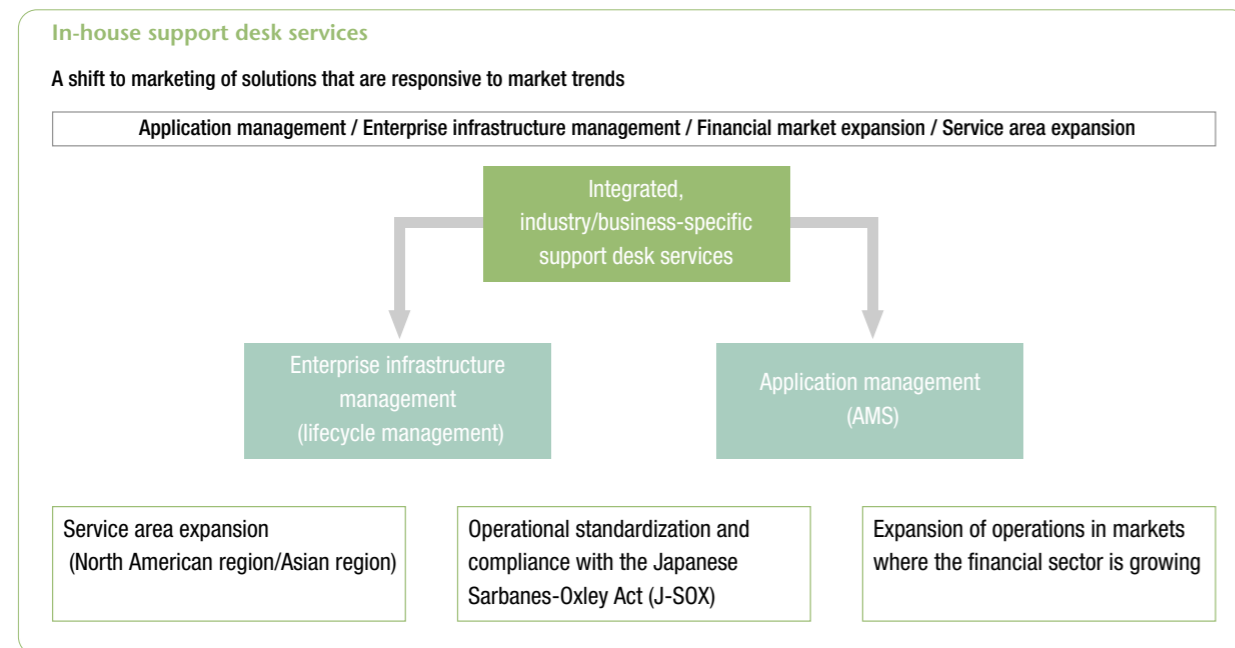 In-house support desk services
A shift to marketing of solutions that are responsive to market trends
Application management / Enterprise infrastructure management / Financial market expansion / Service area expansion
Integrated,
industry/business-specific
support desk services
Enterprise infrastructure
management
(lifecycle management)
Application management
(AMS)
Service area expansion
(North American region/Asian region)
Operational standardization and
compliance with the Japanese
Sarbanes-Oxley Act (J-SOX)
Expansion of operations in markets
where the financial sector is growing